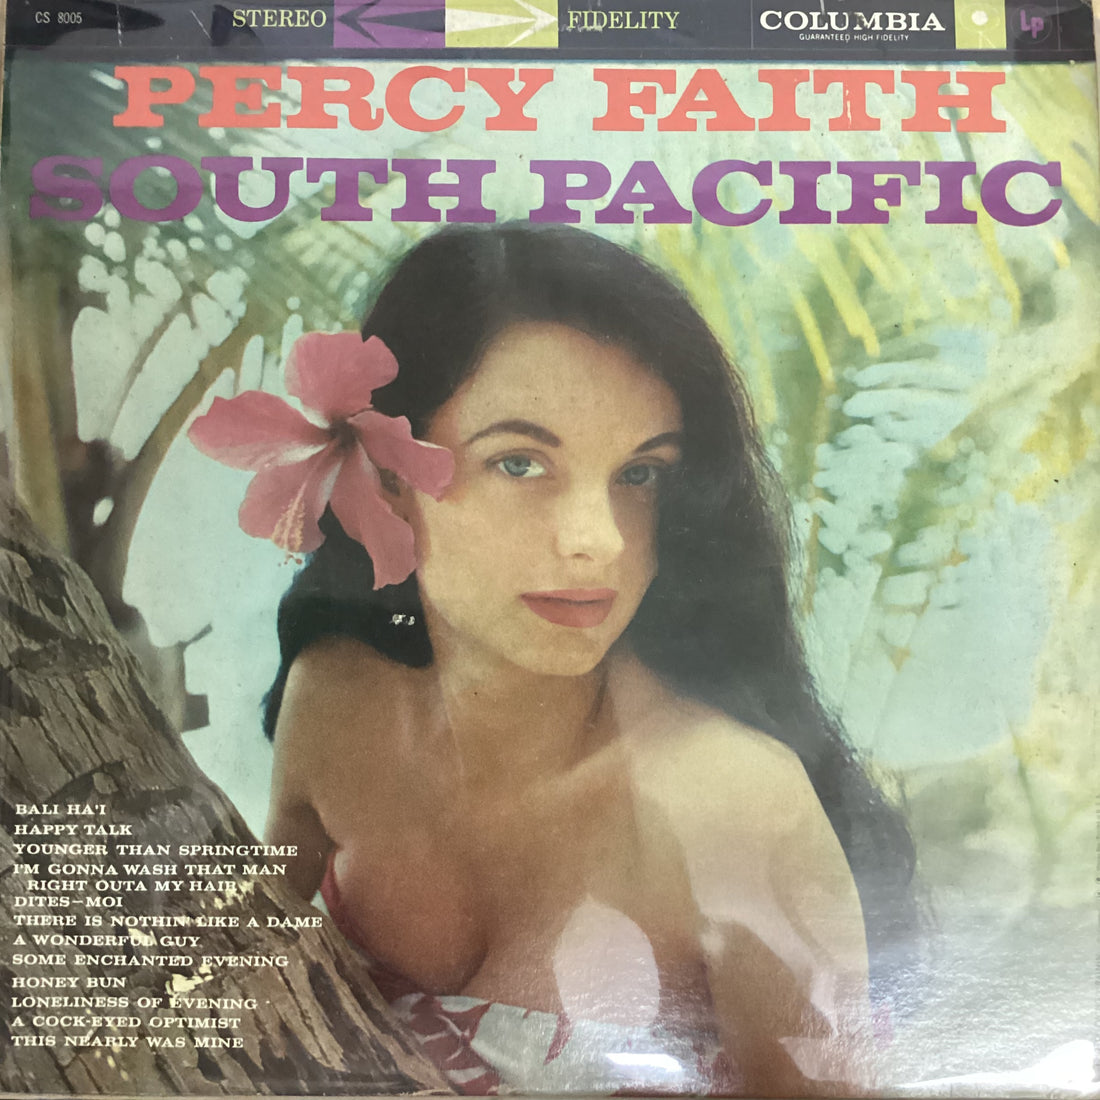 CS 8005
STEREO
FIDELITY
COLUMBIA
GUARANTEED HIGH FIDELITY
Lp
PERCY FAITH
SOUTH PACIFIC
BALI HA'I
HAPPY TALK
YOUNGER THAN SPRINGTIME
I'M GONNA WASH THAT MAN
RIGHT OUTA MY HAIR
DITES-MOI
THERE IS NOTHIN' LIKE A DAME
A WONDERFUL GUY
SOME ENCHANTED EVENING
HONEY BUN
LONELINESS OF EVENING
A COCK-EYED OPTIMIST
THIS NEARLY WAS MINE